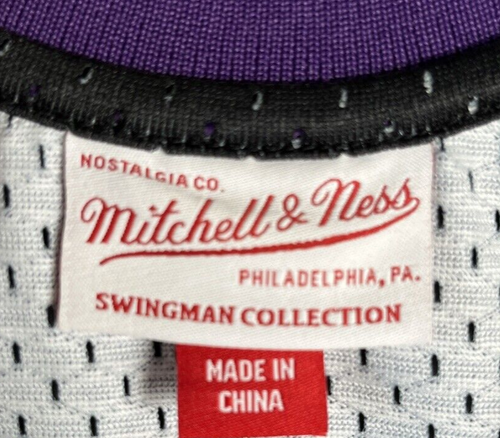 NOSTALGIA CO.
Mitchell & Ness
PHILADELPHIA, PA.
SWINGMAN COLLECTION
MADE IN
CHINA